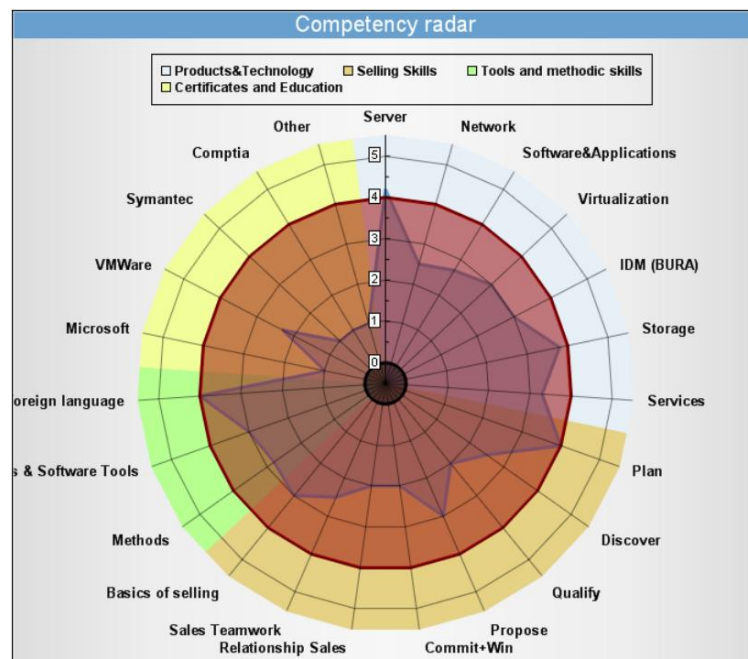 Competency radar
Products&Technology Selling Skills Tools and methodic skills
Certificates and Education
Server
Other Network
Comptia Software&Applications
Symantec Virtualization
VMWare IDM (BURA)
Microsoft Storage
oreign language Services
s & Software Tools Plan
Methods Discover
Basics of selling Qualify
Sales Teamwork Propose
Relationship Sales Commit+Win
5
4
3
2
1
0